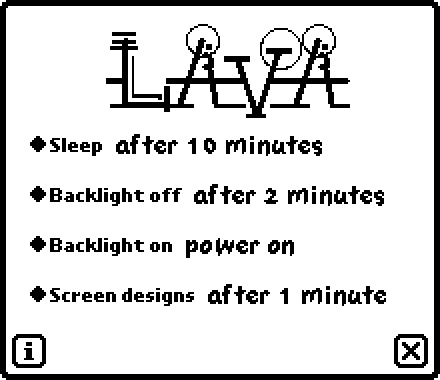 LAVA
◆Sleep after 10 minutes
◆Backlight off after 2 minutes
◆Backlight on power on
◆Screen designs after 1 minute
i X